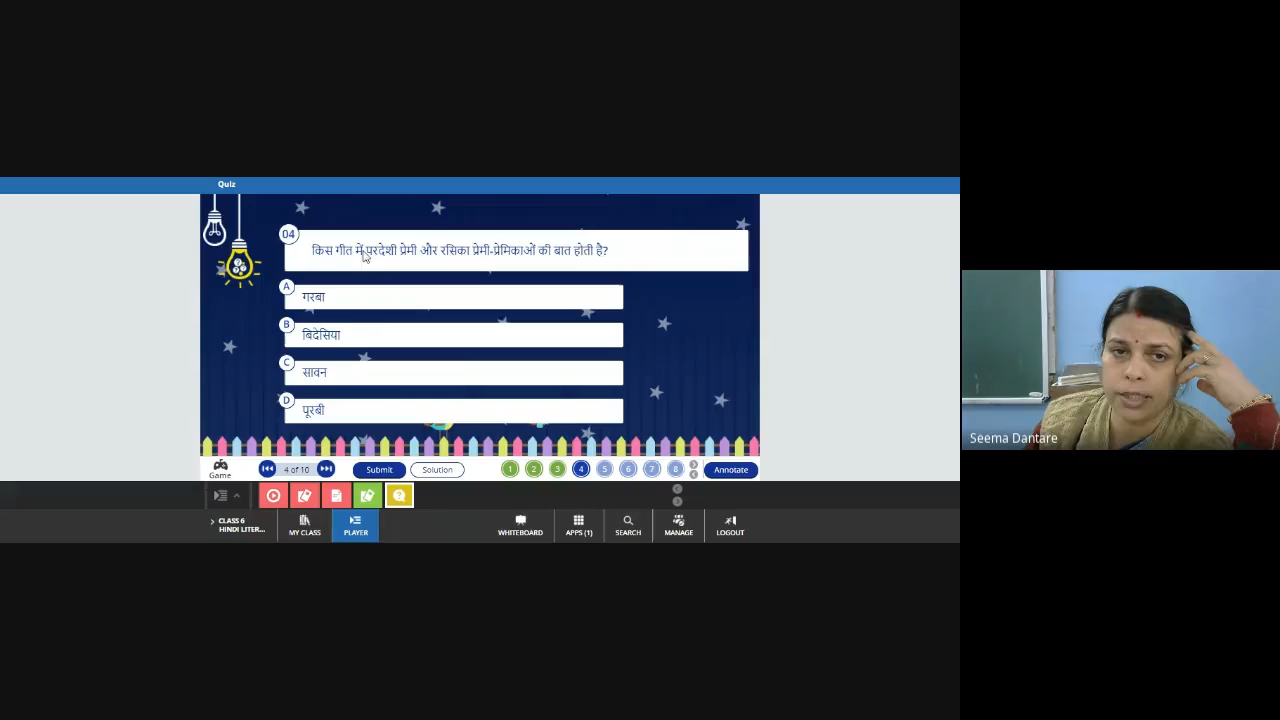 Quiz
04
किस गीत में परदेशी प्रेमी और रसिका प्रेमी-प्रेमिकाओं की बात होती है?
A
गरबा
B
बिदेसिया
C
सावन
D
पूरबी
Game
4 of 10
Submit
Solution
1 2 3 4 5 6 7 8
Annotate
CLASS 6
HINDI LITER...
MY CLASS
PLAYER
WHITEBOARD
APPS (1)
SEARCH
MANAGE
LOGOUT
Seema Dantare